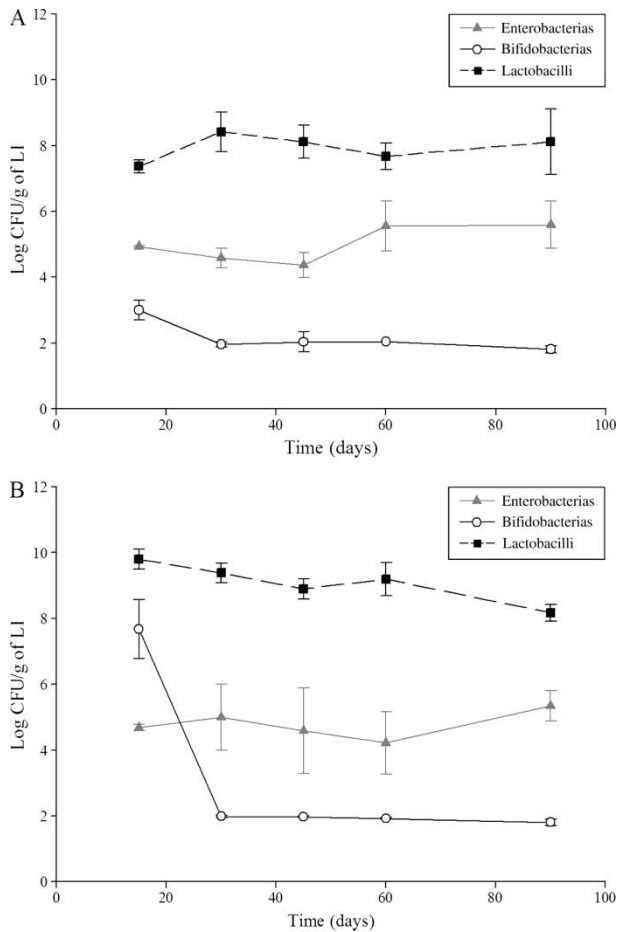 A
12
10
8
6
4
2
0
Log CFU/g of LI
Enterobacterias
Bifidobacterias
Lactobacilli
0 20 40 60 80 100
Time (days)
B
12
10
8
6
4
2
0
Log CFU/g of LI
Enterobacterias
Bifidobacterias
Lactobacilli
0 20 40 60 80 100
Time (days)